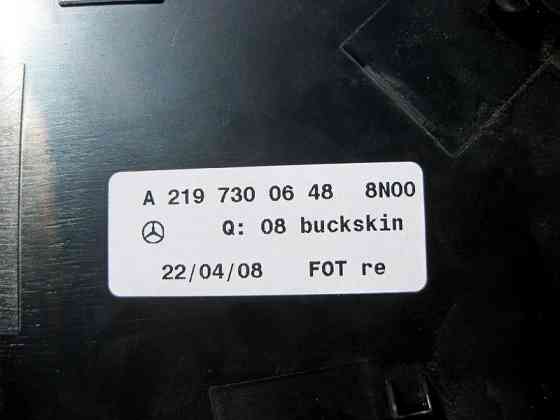 A 219 730 06 48 8N00
Q: 08 buckskin
22/04/08 FOT re